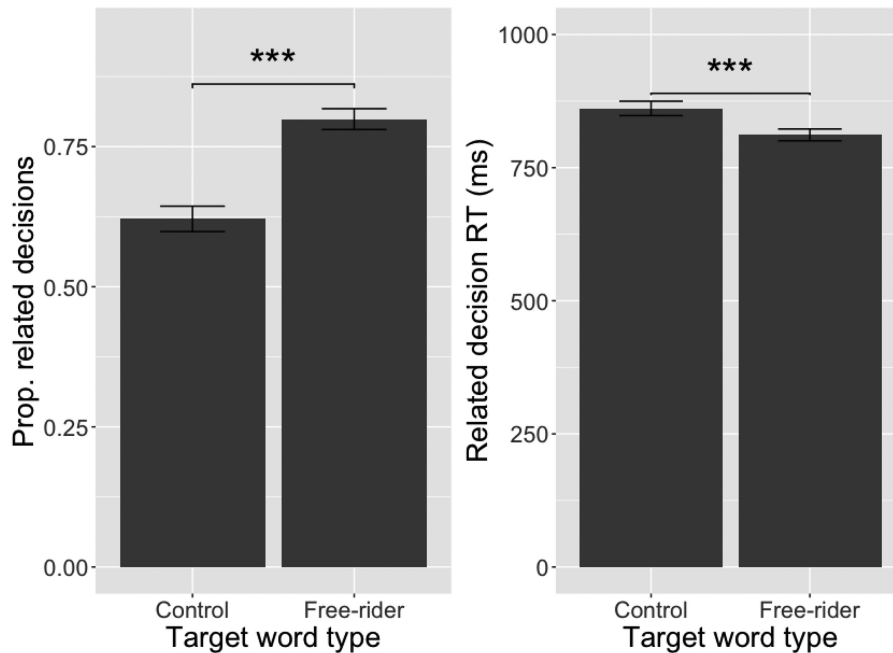 Prop. related decisions
0.75
0.50
0.25
0.00
***
Control
Free-rider
Target word type
Related decision RT (ms)
1000
750
500
250
0
***
Control
Free-rider
Target word type